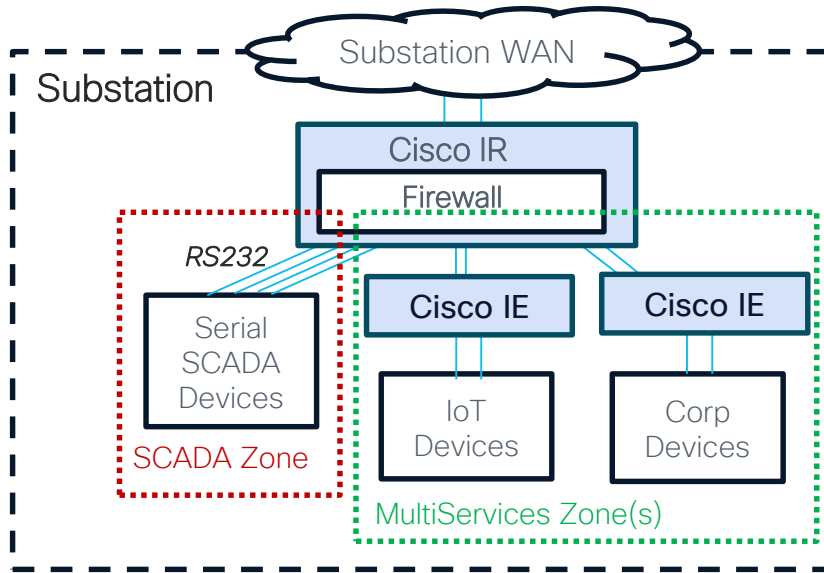 Substation WAN
Substation
Cisco IR
Firewall
RS232
Cisco IE
Cisco IE
Serial
SCADA
Devices
IoT
Devices
Corp
Devices
SCADA Zone
MultiServices Zone(s)